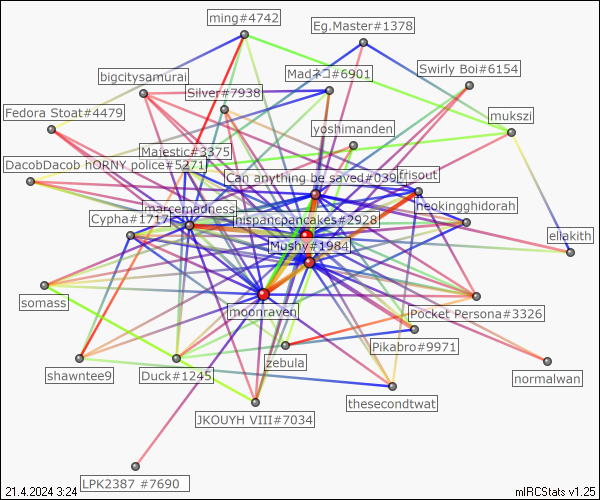 ming#4742
Eg.Master#1378
Madネコ#6901
Swirly Boi#6154
bigcitysamurai
Silver#7938
Fedora Stoat#4479
mukszi
yoshimanden
Majestic#3375
DacobDacob hORNY police#5271
Can anything be saved#039
frisout
marcemadness
neokingghidorah
Cypha#1717
hispancpancakes#2928
Mushy#1984
ellakith
somass
moonraven
Pocket Persona#3326
Pikabro#9971
zebula
shawntee9
Duck#1245
normalwan
thesecondtwat
JKOUYH VIII#7034
LPK2387 #7690
21.4.2024 3:24
mIRCStats v1.25